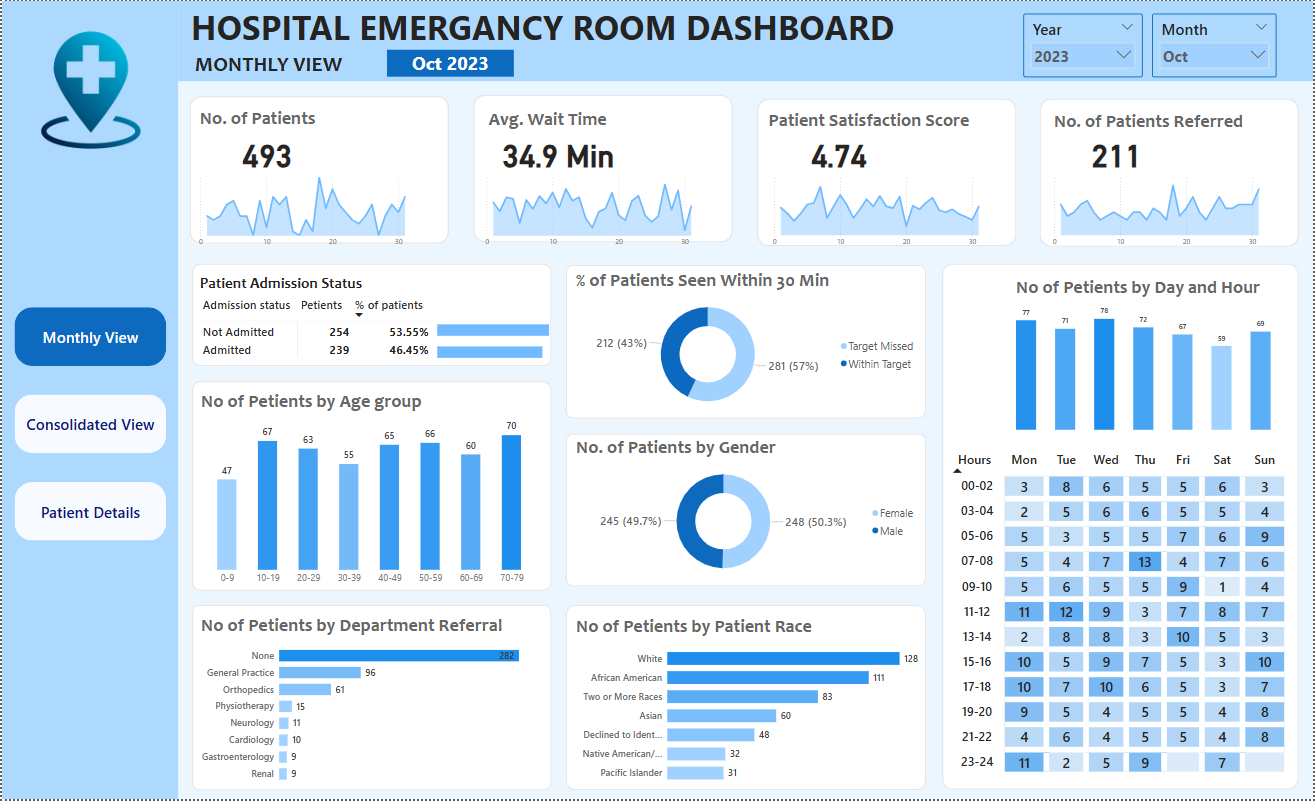 HOSPITAL EMERGANCY ROOM DASHBOARD
MONTHLY VIEW
Oct 2023
Year
2023
Month
Oct
Monthly View
Consolidated View
Patient Details
No. of Patients
493
0 10 20 30
Avg. Wait Time
34.9 Min
0 10 20 30
Patient Satisfaction Score
4.74
0 10 20 30
No. of Patients Referred
211
0 10 20 30
Patient Admission Status
Admission status Petients % of patients
Not Admitted 254 53.55%
Admitted 239 46.45%
No of Petients by Age group
47 67 63 55 65 66 60 70
0-9 10-19 20-29 30-39 40-49 50-59 60-69 70-79
No of Petients by Department Referral
None 282
General Practice 96
Orthopedics 61
Physiotherapy 15
Neurology 11
Cardiology 10
Gastroenterology 9
Renal 9
% of Patients Seen Within 30 Min
212 (43%)
281 (57%)
Target Missed
Within Target
No. of Patients by Gender
245 (49.7%)
248 (50.3%)
Female
Male
No of Petients by Patient Race
White 128
African American 111
Two or More Races 83
Asian 60
Declined to Ident... 48
Native American/... 32
Pacific Islander 31
No of Petients by Day and Hour
77 71 78 72 67 59 69
Hours Mon Tue Wed Thu Fri Sat Sun
00-02 3 8 6 5 5 6 3
03-04 2 5 6 6 5 5 4
05-06 5 3 5 5 7 6 9
07-08 5 4 7 13 4 7 6
09-10 5 6 5 5 9 1 4
11-12 11 12 9 3 7 8 7
13-14 2 8 8 3 10 5 3
15-16 10 5 9 7 5 3 10
17-18 10 7 10 6 5 3 7
19-20 9 5 4 5 5 4 8
21-22 4 6 4 5 5 4 8
23-24 11 2 5 9 7